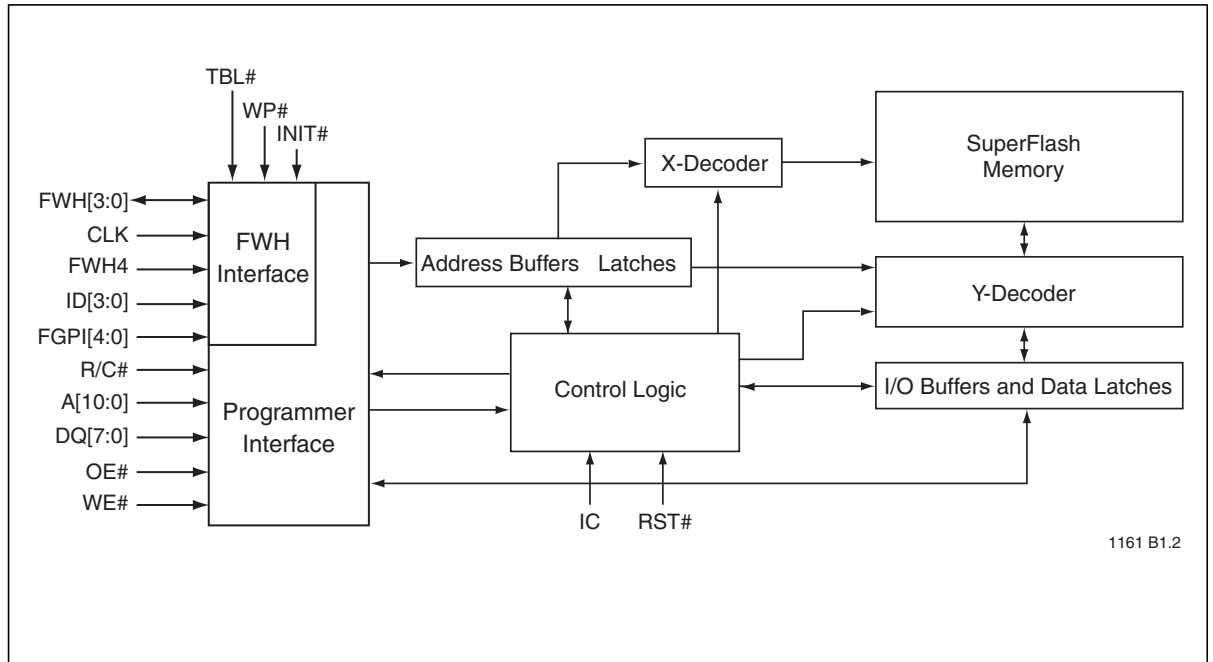 TBL#
WP#
INIT#
FWH[3:0]
CLK
FWH4
ID[3:0]
FGPI[4:0]
R/C#
A[10:0]
DQ[7:0]
OE#
WE#
FWH
Interface
Programmer
Interface
Address Buffers Latches
X-Decoder
SuperFlash
Memory
Y-Decoder
Control Logic
I/O Buffers and Data Latches
IC
RST#
1161 B1.2